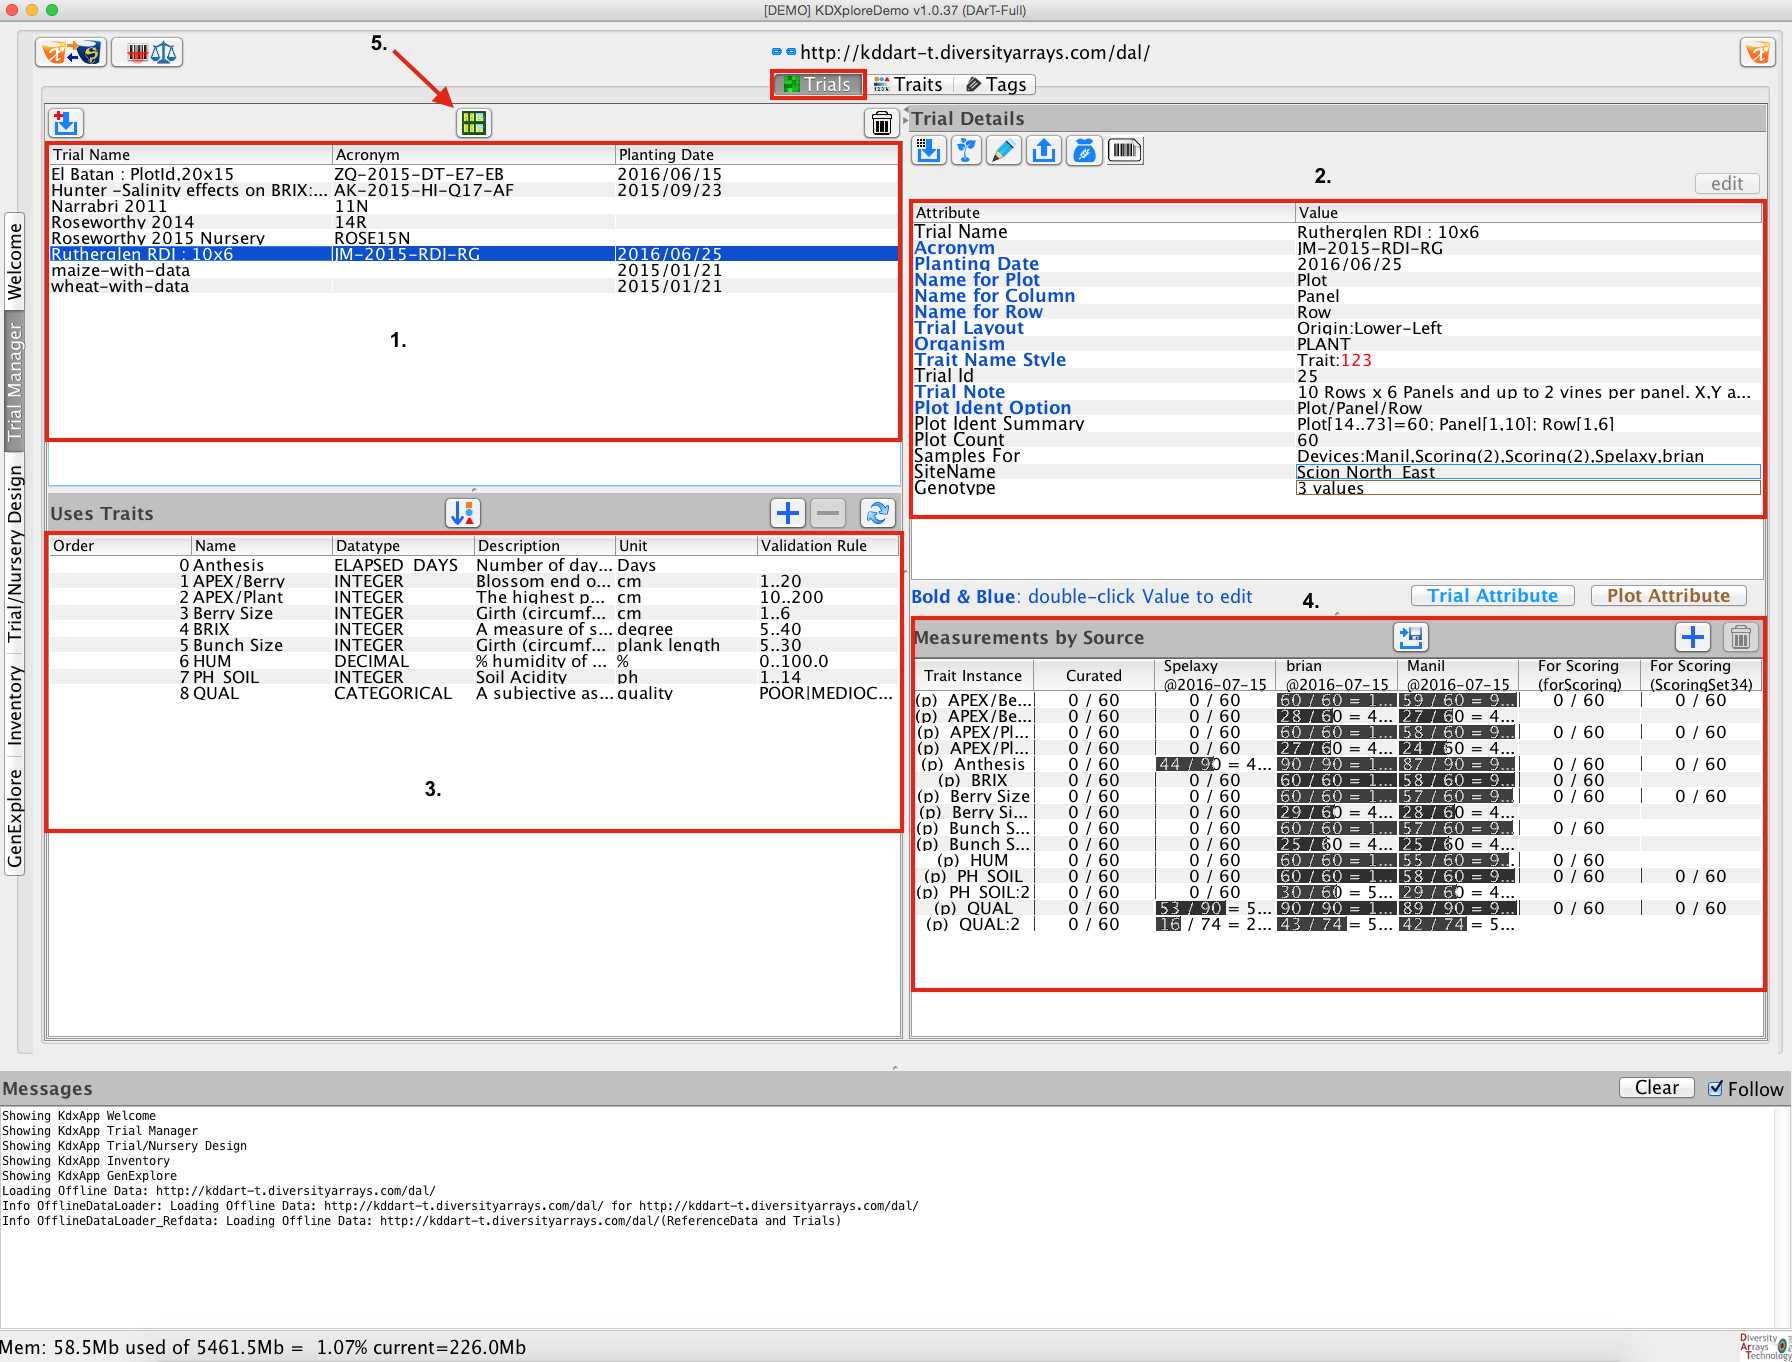 [DEMO] KDXploreDemo v1.0.37 (DArT-Full)
5.
http://kddart-t.diversityarrays.com/dal/
Trials Traits Tags
Welcome
Trial Manager
Trial/Nursery Design
Inventory
GenExplore
Trial Name Acronym Planting Date
El Batan : PlotId,20x15 ZQ-2015-DT-E7-EB 2016/06/15
Hunter -Salinity effects on BRIX:... AK-2015-HI-Q17-AF 2015/09/23
Narrabri 2011 11N
Roseworthy 2014 14R
Roseworthy 2015 Nursery ROSE15N
Rutherglen RDI : 10x6 JM-2015-RDI-RG 2016/06/25
maize-with-data 2015/01/21
wheat-with-data 2015/01/21
1.
Uses Traits
Order Name Datatype Description Unit Validation Rule
0 Anthesis ELAPSED_DAYS Number of day... Days
1 APEX/Berry INTEGER Blossom end o... cm 1..20
2 APEX/Plant INTEGER The highest p... cm 10..200
3 Berry Size INTEGER Girth (circumf... cm 1..6
4 BRIX INTEGER A measure of s... degree 5..40
5 Bunch Size INTEGER Girth (circumf... plank length 5..30
6 HUM DECIMAL % humidity of ... % 0..100.0
7 PH_SOIL INTEGER Soil Acidity ph 1..14
8 QUAL CATEGORICAL A subjective as... quality POOR|MEDIOC...
3.
Trial Details
2.
edit
Attribute Value
Trial Name Rutherglen RDI : 10x6
Acronym JM-2015-RDI-RG
Planting Date 2016/06/25
Name for Plot Plot
Name for Column Panel
Name for Row Row
Trial Layout Origin:Lower-Left
Organism PLANT
Trait Name Style Trait:123
Trial Id 25
Trial Note 10 Rows x 6 Panels and up to 2 vines per panel. X,Y a...
Plot Ident Option Plot/Panel/Row
Plot Ident Summary Plot[14..73]=60; Panel[1,10]; Row[1,6]
Plot Count 60
Samples For Devices:Manil,Scoring(2),Scoring(2),Spelaxy,brian
SiteName Scion North_East
Genotype 3 values
Bold & Blue: double-click Value to edit 4. Trial Attribute Plot Attribute
Measurements by Source
Trait Instance Curated Spelaxy @2016-07-15 brian @2016-07-15 Manil @2016-07-15 For Scoring (forScoring) For Scoring (ScoringSet34)
(p) APEX/Be... 0 / 60 0 / 60 60 / 60 = 1... 59 / 60 = 9... 0 / 60 0 / 60
(p) APEX/Be... 0 / 60 0 / 60 28 / 60 = 4... 27 / 60 = 4...
(p) APEX/Pl... 0 / 60 0 / 60 60 / 60 = 1... 58 / 60 = 9... 0 / 60 0 / 60
(p) APEX/Pl... 0 / 60 0 / 60 27 / 60 = 4... 24 / 50 = 4...
(p) Anthesis 0 / 60 44 / 90 = 4... 90 / 90 = 1... 87 / 90 = 9... 0 / 60 0 / 60
(p) BRIX 0 / 60 0 / 60 60 / 60 = 1... 58 / 60 = 9... 0 / 60 0 / 60
(p) Berry Size 0 / 60 0 / 60 60 / 60 = 1... 57 / 60 = 9... 0 / 60 0 / 60
(p) Berry Si... 0 / 60 0 / 60 29 / 60 = 4... 28 / 60 = 4...
(p) Bunch S... 0 / 60 0 / 60 60 / 60 = 1... 57 / 60 = 9... 0 / 60
(p) Bunch S... 0 / 60 0 / 60 25 / 60 = 4... 25 / 60 = 4...
(p) HUM 0 / 60 0 / 60 60 / 60 = 1... 55 / 60 = 9... 0 / 60
(p) PH_SOIL 0 / 60 0 / 60 60 / 60 = 1... 58 / 60 = 9... 0 / 60 0 / 60
(p) PH_SOIL:2 0 / 60 0 / 60 30 / 60 = 5... 29 / 60 = 4...
(p) QUAL 0 / 60 53 / 90 = 5... 90 / 90 = 1... 89 / 90 = 9... 0 / 60 0 / 60
(p) QUAL:2 0 / 60 16 / 74 = 2... 43 / 74 = 5... 42 / 74 = 5...
Messages Clear Follow
Showing KdxApp Welcome
Showing KdxApp Trial Manager
Showing KdxApp Trial/Nursery Design
Showing KdxApp Inventory
Showing KdxApp GenExplore
Loading Offline Data: http://kddart-t.diversityarrays.com/dal/
Info OfflineDataLoader: Loading Offline Data: http://kddart-t.diversityarrays.com/dal/ for http://kddart-t.diversityarrays.com/dal/
Info OfflineDataLoader_Refdata: Loading Offline Data: http://kddart-t.diversityarrays.com/dal/(ReferenceData and Trials)
Mem: 58.5Mb used of 5461.5Mb = 1.07% current=226.0Mb
Diversity
Arrays
Technology